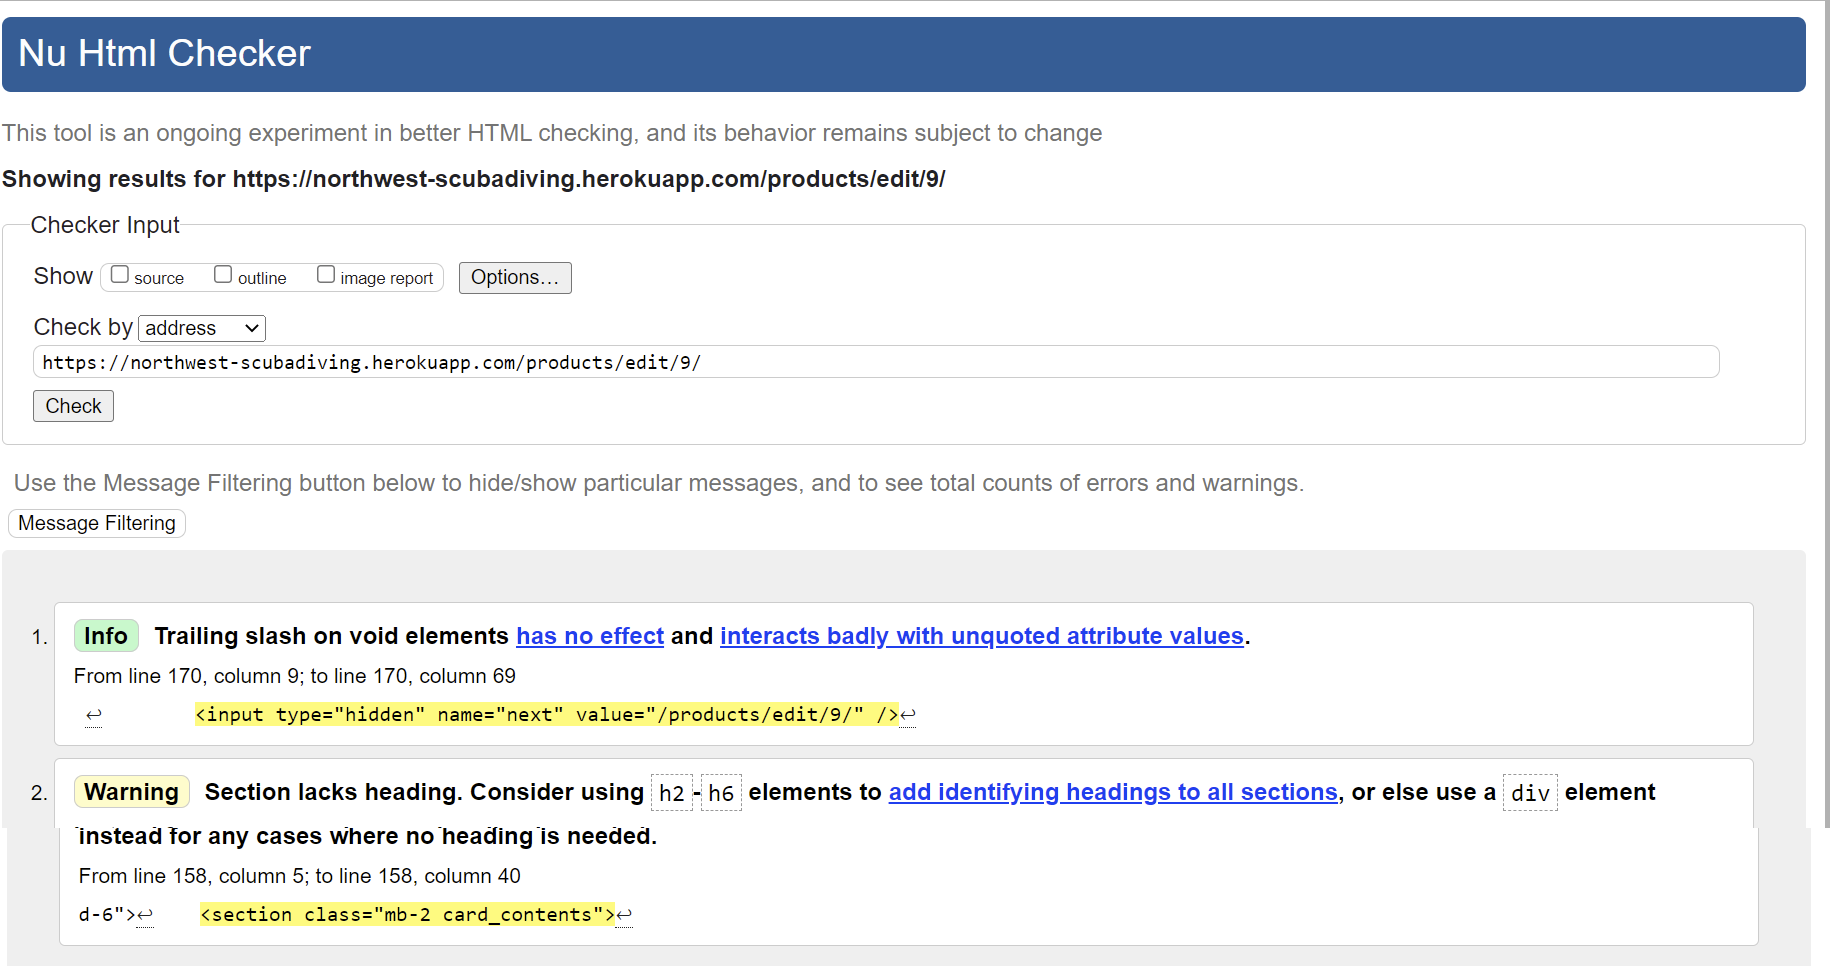 Nu Html Checker
This tool is an ongoing experiment in better HTML checking, and its behavior remains subject to change
Showing results for https://northwest-scubadiving.herokuapp.com/products/edit/9/
Checker Input
Show source outline image report Options…
Check by address
https://northwest-scubadiving.herokuapp.com/products/edit/9/
Check
Use the Message Filtering button below to hide/show particular messages, and to see total counts of errors and warnings.
Message Filtering
1. Info Trailing slash on void elements has no effect and interacts badly with unquoted attribute values.
From line 170, column 9; to line 170, column 69
↩ <input type="hidden" name="next" value="/products/edit/9/" />↩
2. Warning Section lacks heading. Consider using h2-h6 elements to add identifying headings to all sections, or else use a div element
instead for any cases where no heading is needed.
From line 158, column 5; to line 158, column 40
d-6">↩ <section class="mb-2 card_contents">↩